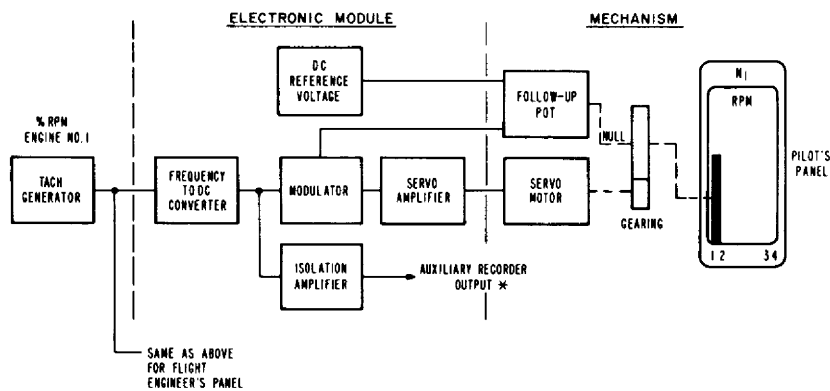 ELECTRONIC MODULE
MECHANISM
DC
REFERENCE
VOLTAGE
FOLLOW-UP
POT
N1
RPM
% RPM
ENGINE NO. 1
NULL
PILOT'S
PANEL
TACH
GENERATOR
FREQUENCY
TO DC
CONVERTER
MODULATOR
SERVO
AMPLIFIER
SERVO
MOTOR
GEARING
1 2 3 4
ISOLATION
AMPLIFIER
AUXILIARY RECORDER
OUTPUT *
SAME AS ABOVE
FOR FLIGHT
ENGINEER'S PANEL